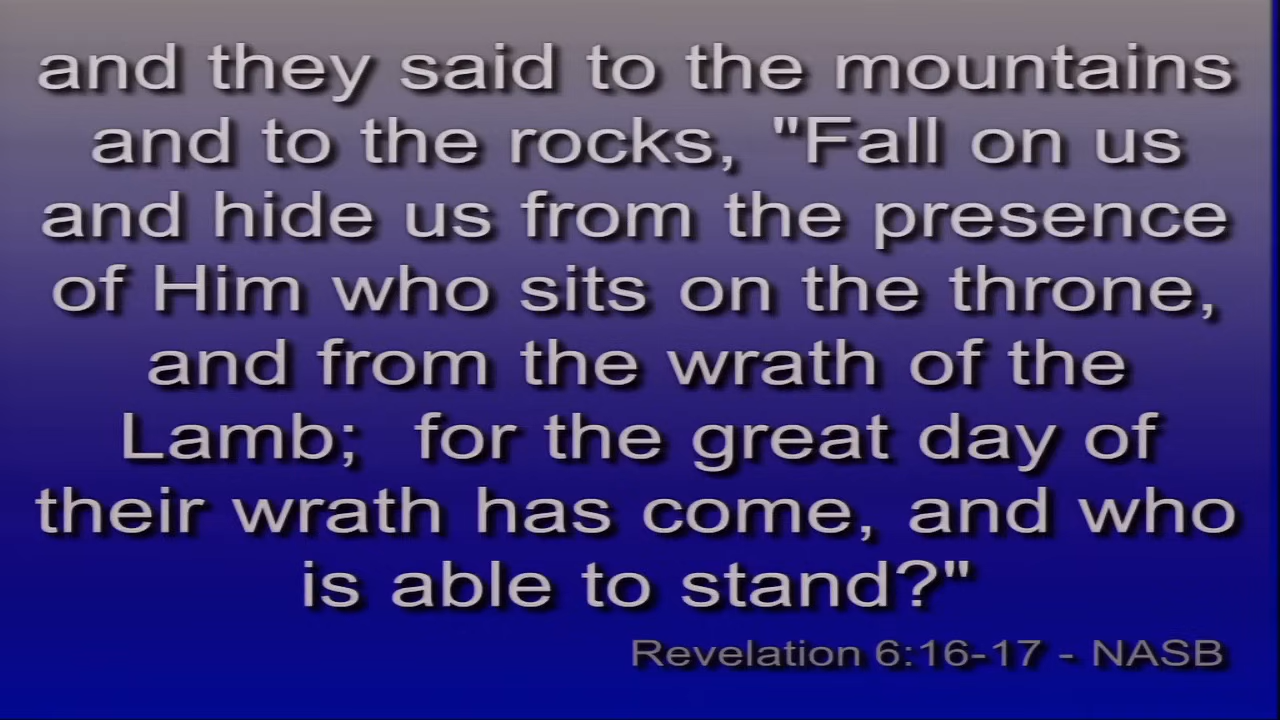 and they said to the mountains
and to the rocks, "Fall on us
and hide us from the presence
of Him who sits on the throne,
and from the wrath of the
Lamb;  for the great day of
their wrath has come, and who
is able to stand?"
Revelation 6:16-17 - NASB